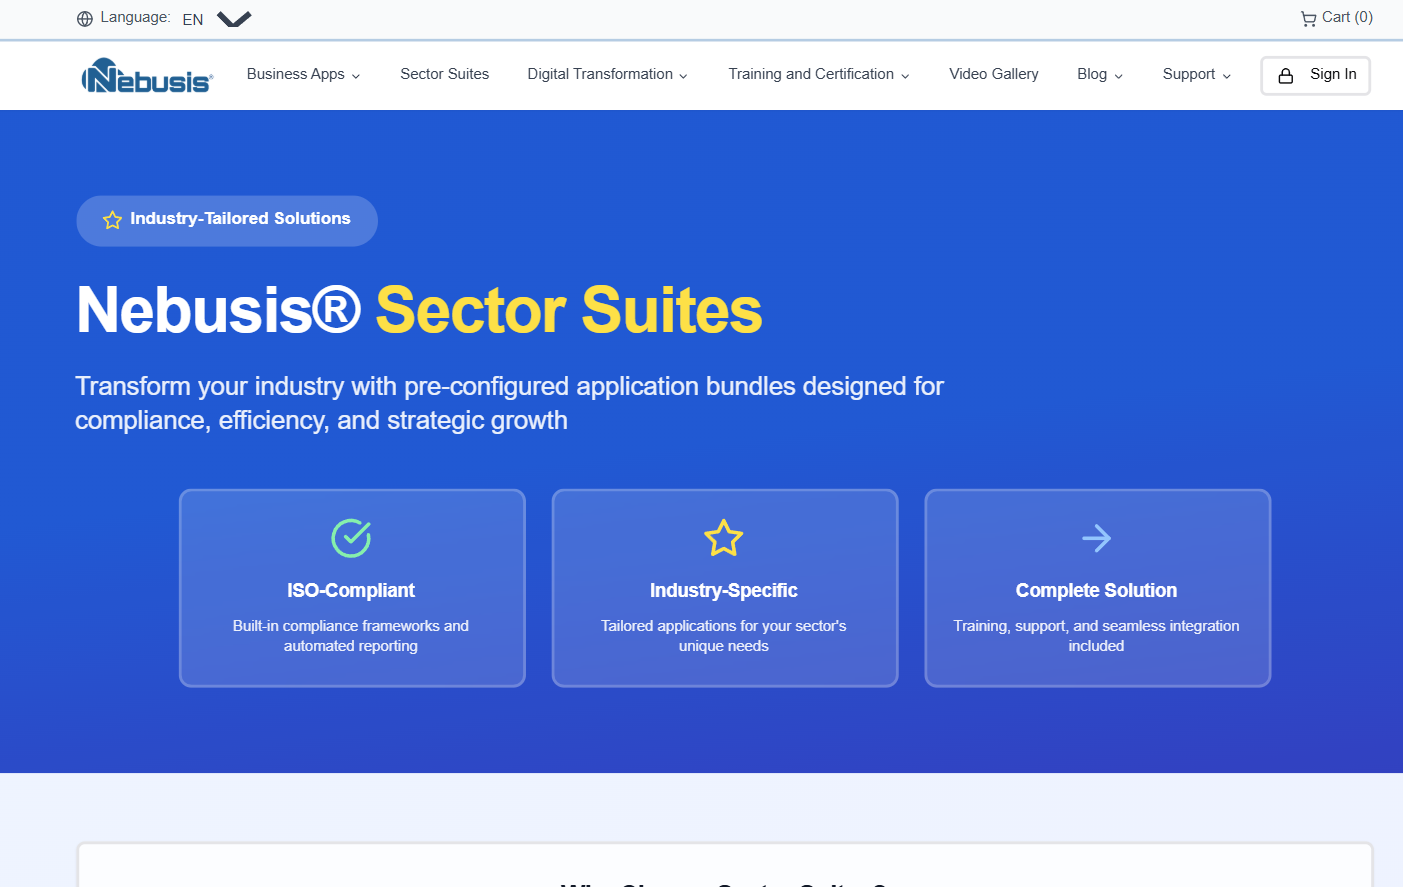 Language: EN
Cart (0)
Nebusis®
Business Apps
Sector Suites
Digital Transformation
Training and Certification
Video Gallery
Blog
Support
Sign In
Industry-Tailored Solutions
Nebusis® Sector Suites
Transform your industry with pre-configured application bundles designed for
compliance, efficiency, and strategic growth
ISO-Compliant
Built-in compliance frameworks and
automated reporting
Industry-Specific
Tailored applications for your sector's
unique needs
Complete Solution
Training, support, and seamless integration
included